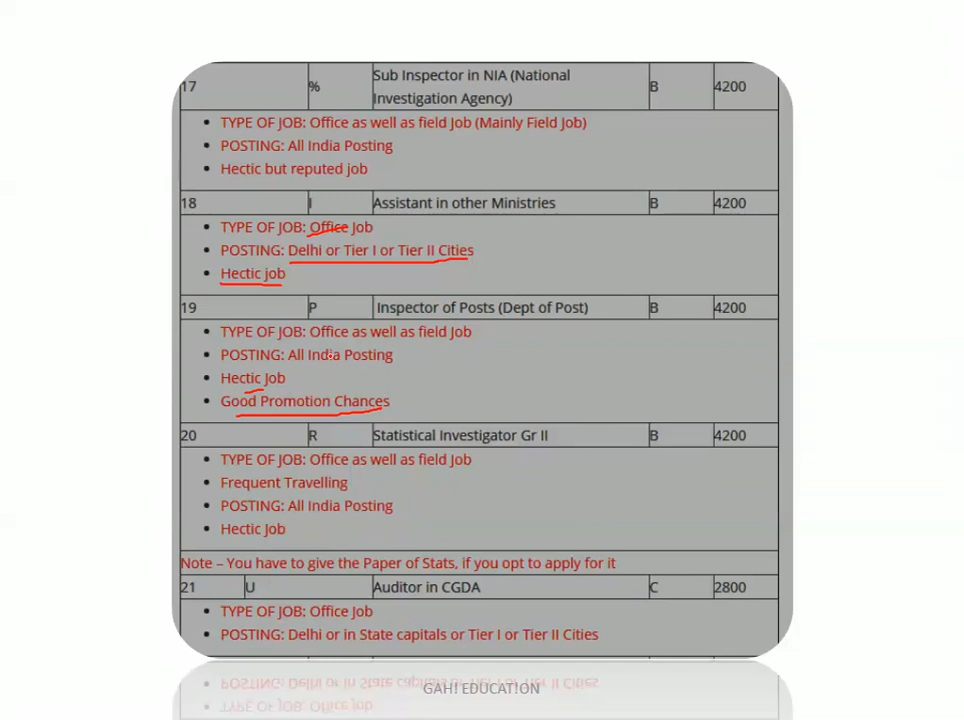 17 % Sub Inspector in NIA (National B 4200
Investigation Agency)
• TYPE OF JOB: Office as well as field Job (Mainly Field Job)
• POSTING: All India Posting
• Hectic but reputed job
18 I Assistant in other Ministries B 4200
• TYPE OF JOB: Office Job
• POSTING: Delhi or Tier I or Tier II Cities
• Hectic job
19 P Inspector of Posts (Dept of Post) B 4200
• TYPE OF JOB: Office as well as field Job
• POSTING: All India Posting
• Hectic Job
• Good Promotion Chances
20 R Statistical Investigator Gr II B 4200
• TYPE OF JOB: Office as well as field Job
• Frequent Travelling
• POSTING: All India Posting
• Hectic Job
Note – You have to give the Paper of Stats, if you opt to apply for it
21 U Auditor in CGDA C 2800
• TYPE OF JOB: Office Job
• POSTING: Delhi or in State capitals or Tier I or Tier II Cities
GAH! EDUCAT!ON